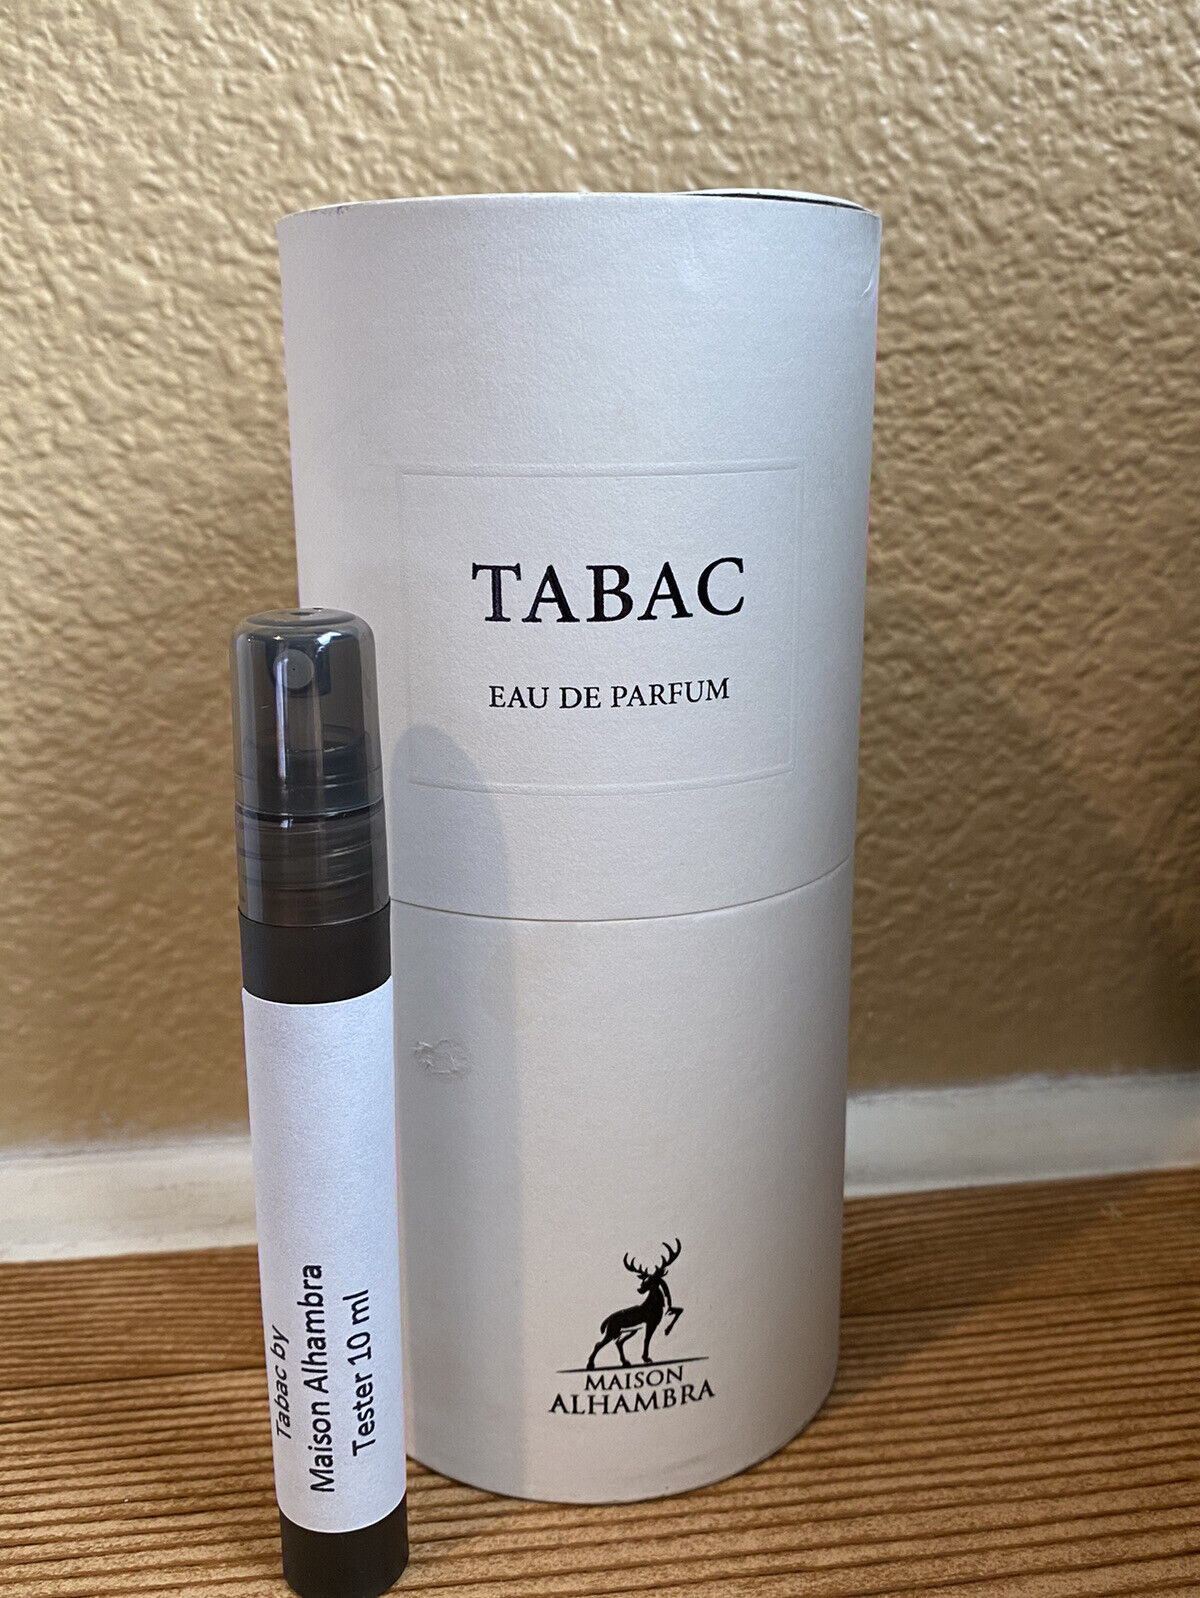 TABAC
EAU DE PARFUM
MAISON
ALHAMBRA
Tabac by
Maison Alhambra
Tester 10 ml